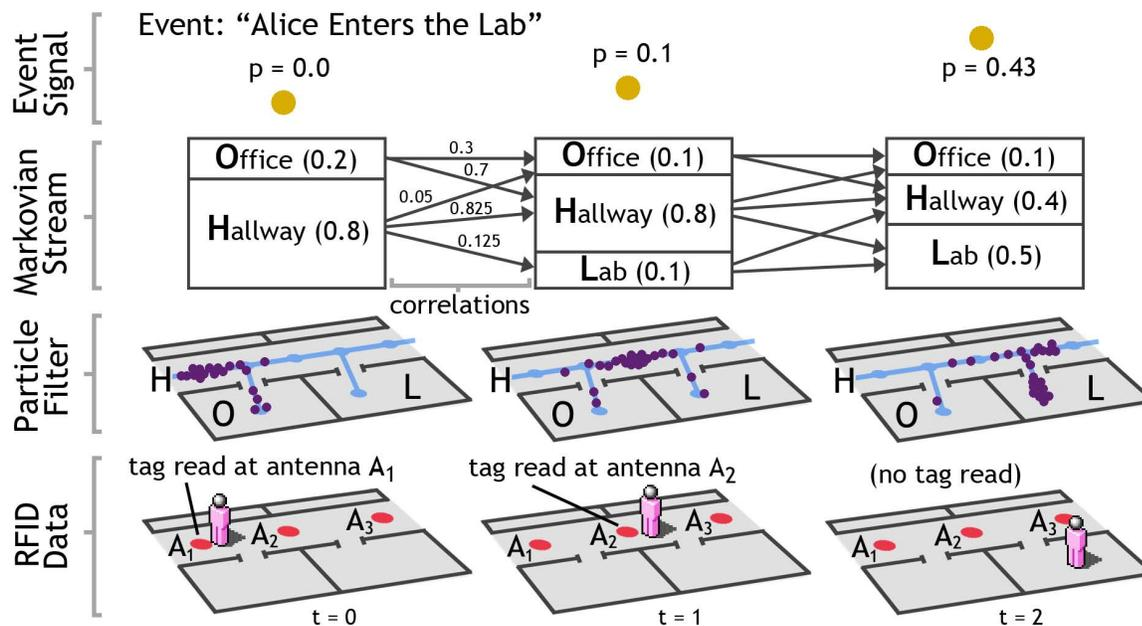 Event: “Alice Enters the Lab”
Event
Signal
p = 0.0
p = 0.1
p = 0.43
Markovian
Stream
Office (0.2)
Hallway (0.8)
0.3
0.7
0.05
0.825
0.125
correlations
Office (0.1)
Hallway (0.8)
Lab (0.1)
Office (0.1)
Hallway (0.4)
Lab (0.5)
Particle
Filter
H
O
L
H
O
L
H
O
L
RFID
Data
tag read at antenna A1
A1
A2
A3
t = 0
tag read at antenna A2
A1
A2
A3
t = 1
(no tag read)
A1
A2
A3
t = 2